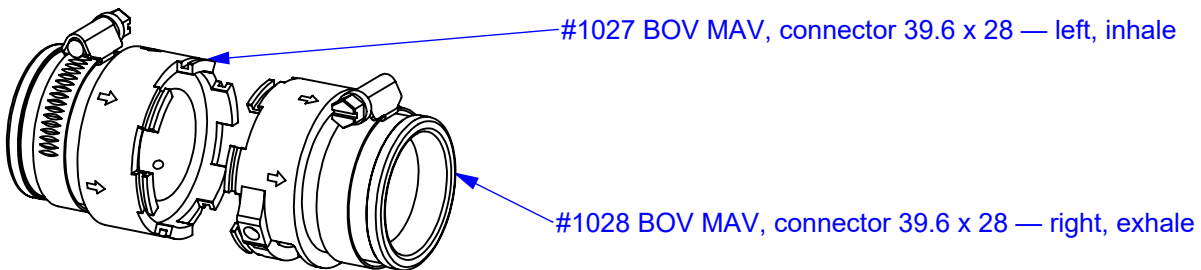 #1027 BOV MAV, connector 39.6 x 28 — left, inhale
#1028 BOV MAV, connector 39.6 x 28 — right, exhale